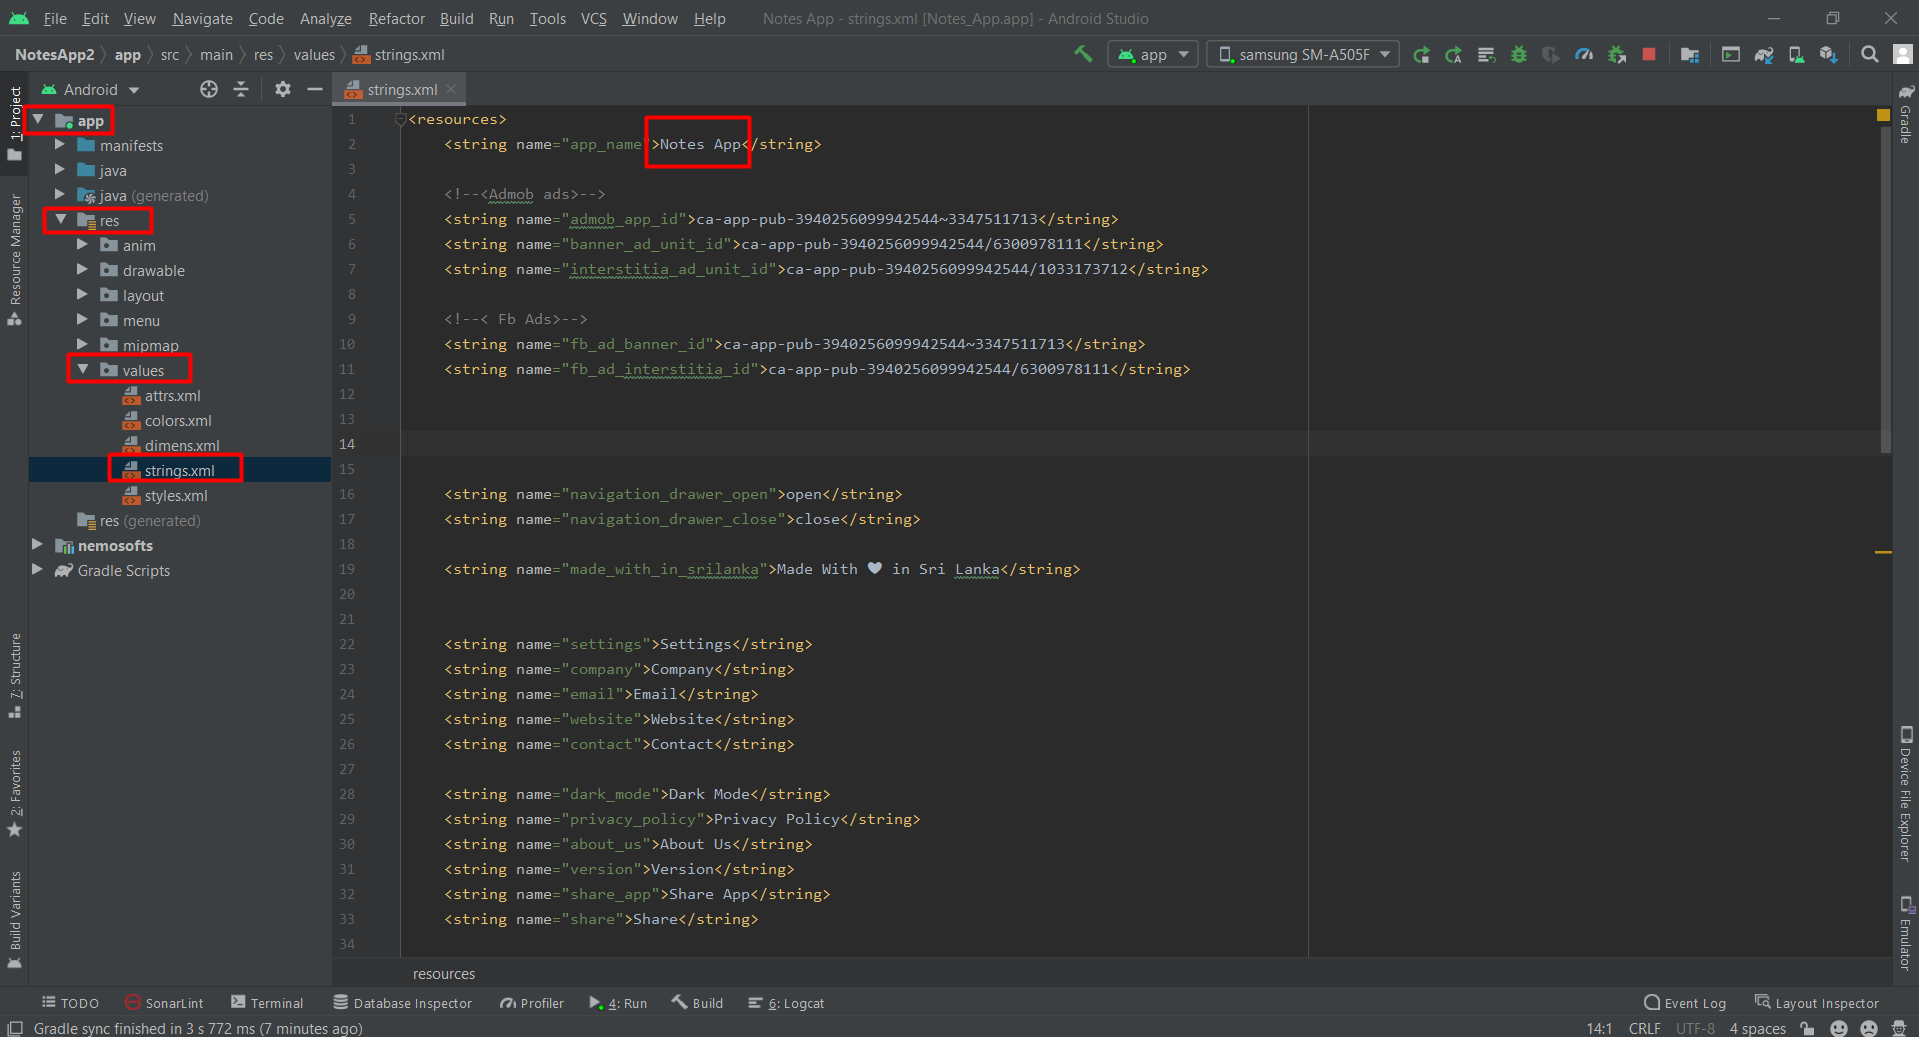 File Edit View Navigate Code Analyze Refactor Build Run Tools VCS Window Help Notes App - strings.xml [Notes_App.app] - Android Studio
NotesApp2 app src main res values strings.xml app samsung SM-A505F
Android strings.xml
1: Project
Resource Manager
7: Structure
2: Favorites
Build Variants
app
manifests
java
java (generated)
res
anim
drawable
layout
menu
mipmap
values
attrs.xml
colors.xml
dimens.xml
strings.xml
styles.xml
res (generated)
nemosofts
Gradle Scripts
1 <resources>
2 <string name="app_name">Notes App</string>
3
4 <!--<Admob ads>-->
5 <string name="admob_app_id">ca-app-pub-3940256099942544~3347511713</string>
6 <string name="banner_ad_unit_id">ca-app-pub-3940256099942544/6300978111</string>
7 <string name="interstitia_ad_unit_id">ca-app-pub-3940256099942544/1033173712</string>
8
9 <!--< Fb Ads>-->
10 <string name="fb_ad_banner_id">ca-app-pub-3940256099942544~3347511713</string>
11 <string name="fb_ad_interstitia_id">ca-app-pub-3940256099942544/6300978111</string>
12
13
14
15
16 <string name="navigation_drawer_open">open</string>
17 <string name="navigation_drawer_close">close</string>
18
19 <string name="made_with_in_srilanka">Made With 🖤 in Sri Lanka</string>
20
21
22 <string name="settings">Settings</string>
23 <string name="company">Company</string>
24 <string name="email">Email</string>
25 <string name="website">Website</string>
26 <string name="contact">Contact</string>
27
28 <string name="dark_mode">Dark Mode</string>
29 <string name="privacy_policy">Privacy Policy</string>
30 <string name="about_us">About Us</string>
31 <string name="version">Version</string>
32 <string name="share_app">Share App</string>
33 <string name="share">Share</string>
34
resources
Gradle
Device File Explorer
Emulator
TODO SonarLint Terminal Database Inspector Profiler 4: Run Build 6: Logcat Event Log Layout Inspector
Gradle sync finished in 3 s 772 ms (7 minutes ago) 14:1 CRLF UTF-8 4 spaces